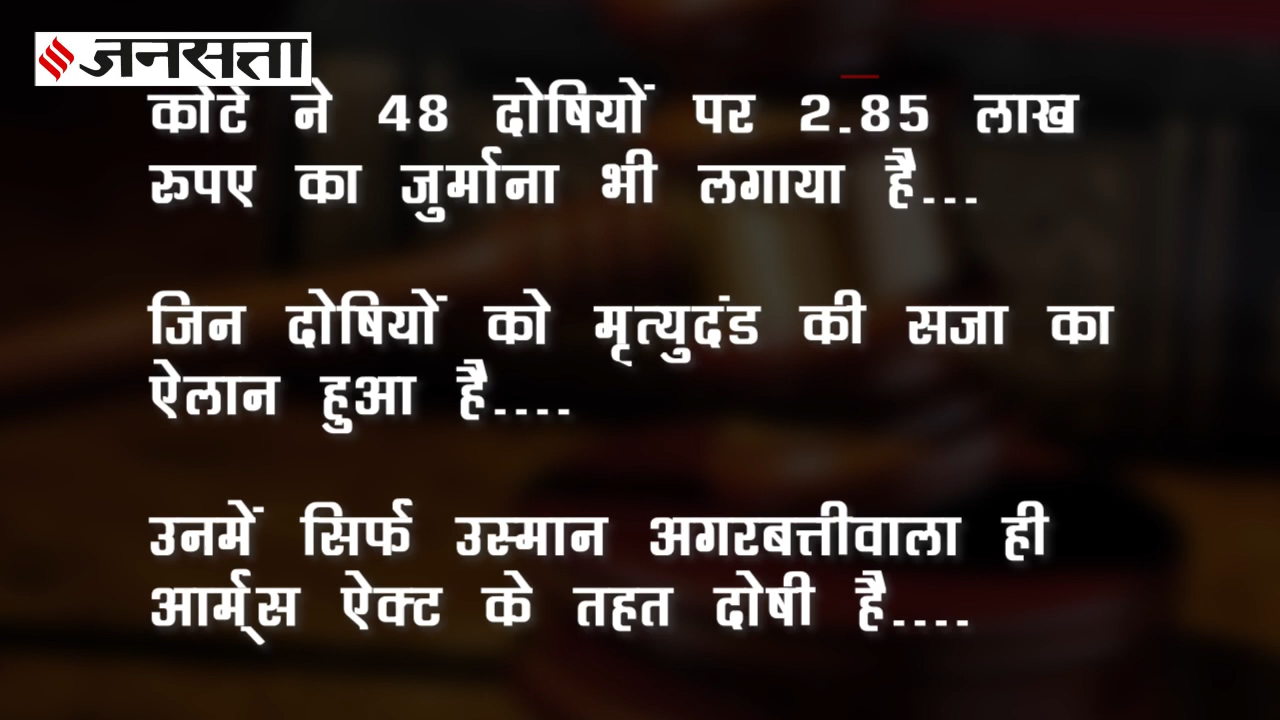 जनसत्ता
कोर्ट ने 48 दोषियों पर 2.85 लाख
रुपए का जुर्माना भी लगाया है...
जिन दोषियों को मृत्युदंड की सजा का
ऐलान हुआ है....
उनमें सिर्फ उस्मान अगरबत्तीवाला ही
आर्म्स ऐक्ट के तहत दोषी है....